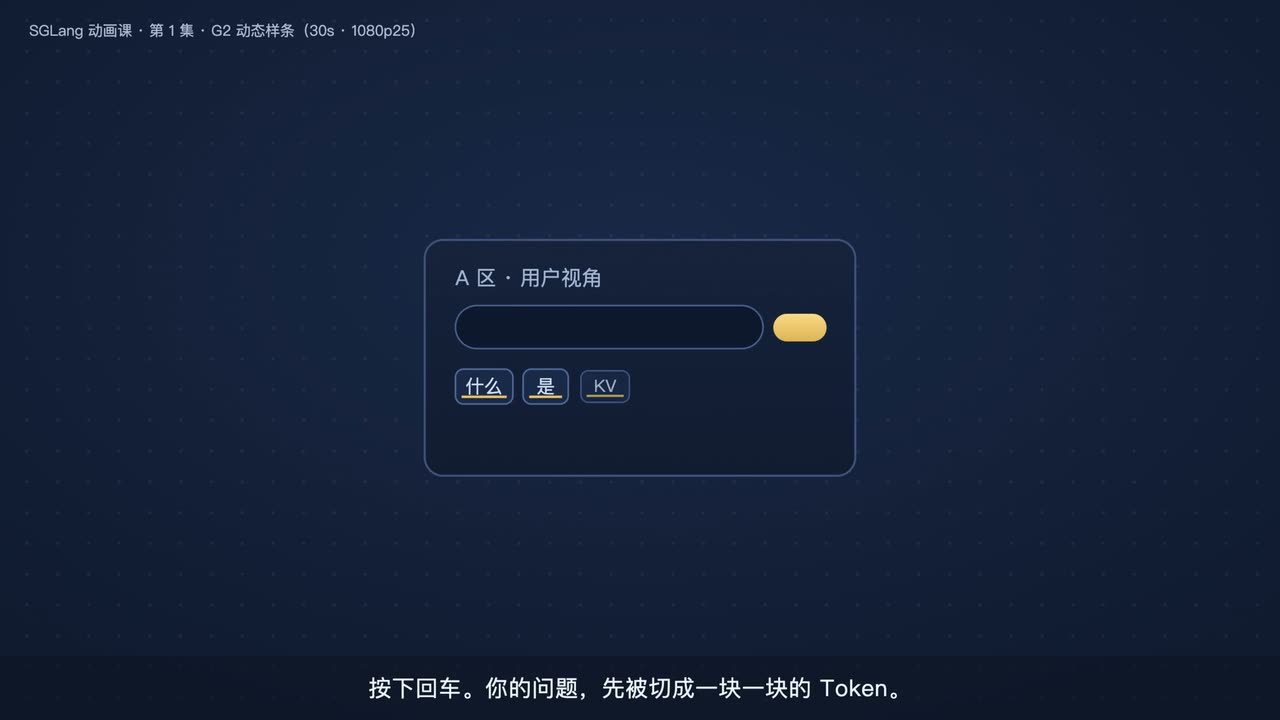 SGLang 动画课 · 第 1 集 · G2 动态样条（30s · 1080p25）
A 区 · 用户视角
什么 是 KV
按下回车。你的问题，先被切成一块一块的 Token。